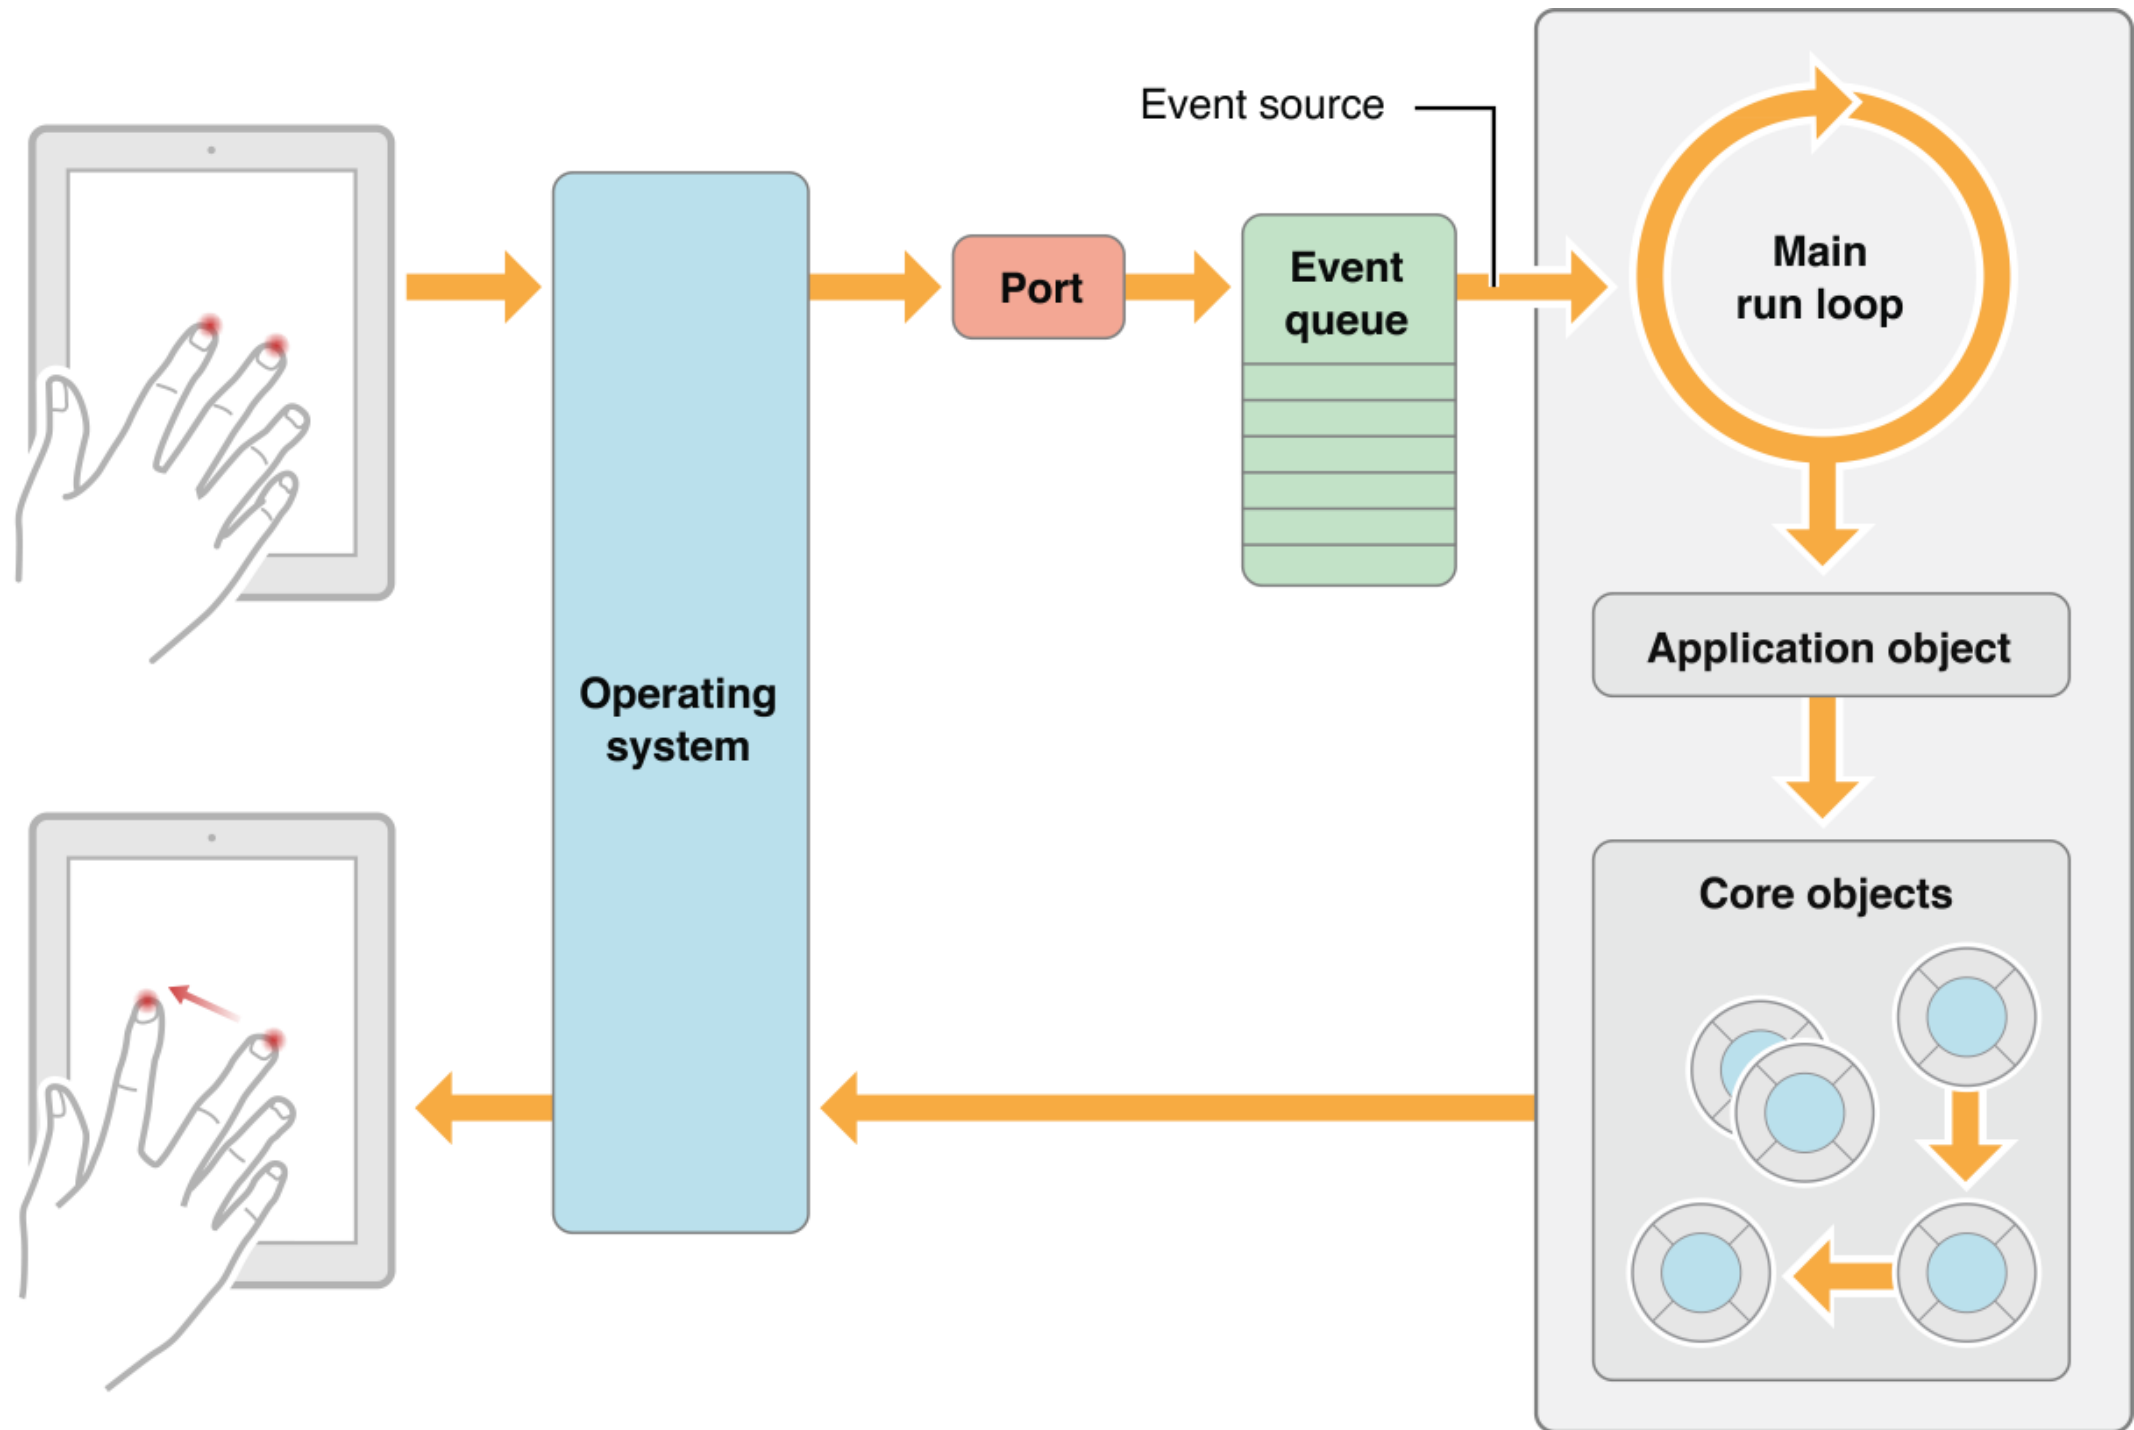 Event source
Main
run loop
Event
queue
Port
Operating
system
Application object
Core objects